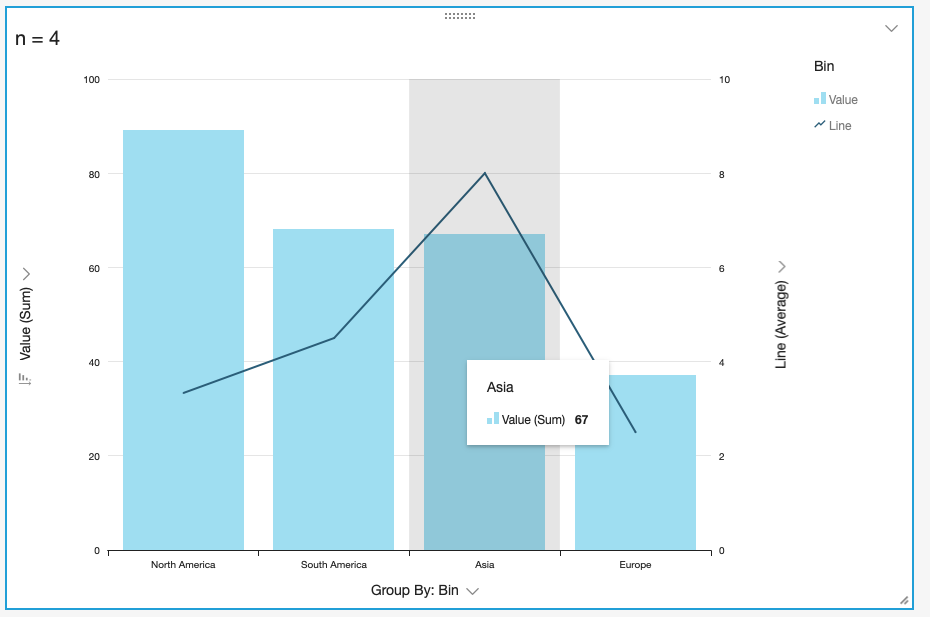 n = 4
Bin
Value
Line
100
80
60
40
20
0
Value (Sum)
10
8
6
4
2
0
Line (Average)
Asia
Value (Sum) 67
North America
South America
Asia
Europe
Group By: Bin